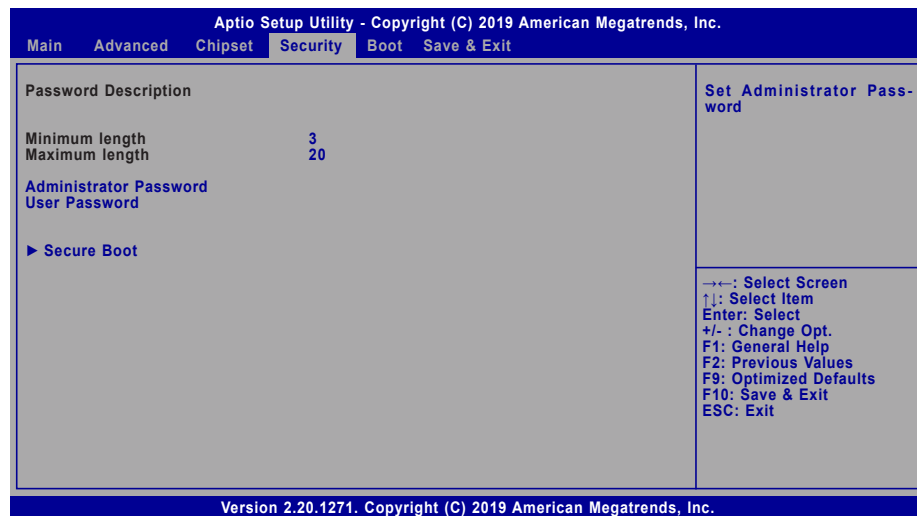 Aptio Setup Utility - Copyright (C) 2019 American Megatrends, Inc.
Main Advanced Chipset Security Boot Save & Exit
Password Description
Minimum length 3
Maximum length 20
Administrator Password
User Password
► Secure Boot
Set Administrator Pass-
word
→←: Select Screen
↑↓: Select Item
Enter: Select
+/- : Change Opt.
F1: General Help
F2: Previous Values
F9: Optimized Defaults
F10: Save & Exit
ESC: Exit
Version 2.20.1271. Copyright (C) 2019 American Megatrends, Inc.